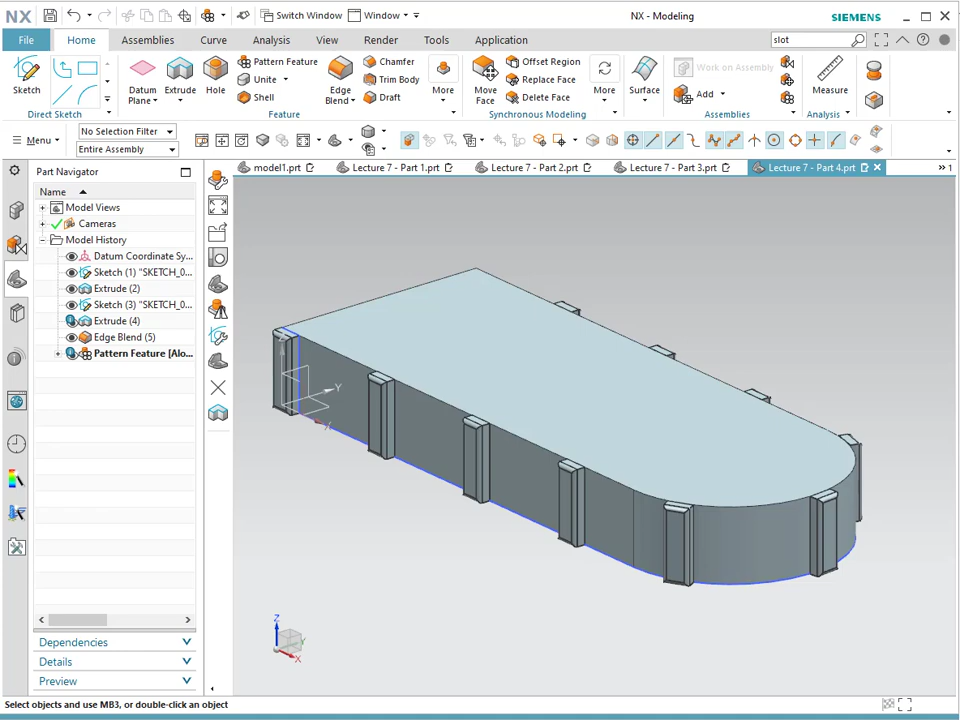 NX
Switch Window
Window
NX - Modeling
SIEMENS
File
Home
Assemblies
Curve
Analysis
View
Render
Tools
Application
slot
Sketch
Direct Sketch
Datum
Plane
Extrude
Hole
Pattern Feature
Unite
Shell
Edge
Blend
Chamfer
Trim Body
Draft
More
Feature
Move
Face
Offset Region
Replace Face
Delete Face
More
Synchronous Modeling
Surface
Work on Assembly
Add
Assemblies
Measure
Analysis
Menu
No Selection Filter
Entire Assembly
Part Navigator
model1.prt
Lecture 7 - Part 1.prt
Lecture 7 - Part 2.prt
Lecture 7 - Part 3.prt
Lecture 7 - Part 4.prt
1
Name
Model Views
Cameras
Model History
Datum Coordinate Sy...
Sketch (1) "SKETCH_0...
Extrude (2)
Sketch (3) "SKETCH_0...
Extrude (4)
Edge Blend (5)
Pattern Feature [Alo...
Y
X
Z
Y
X
Dependencies
Details
Preview
Select objects and use MB3, or double-click an object